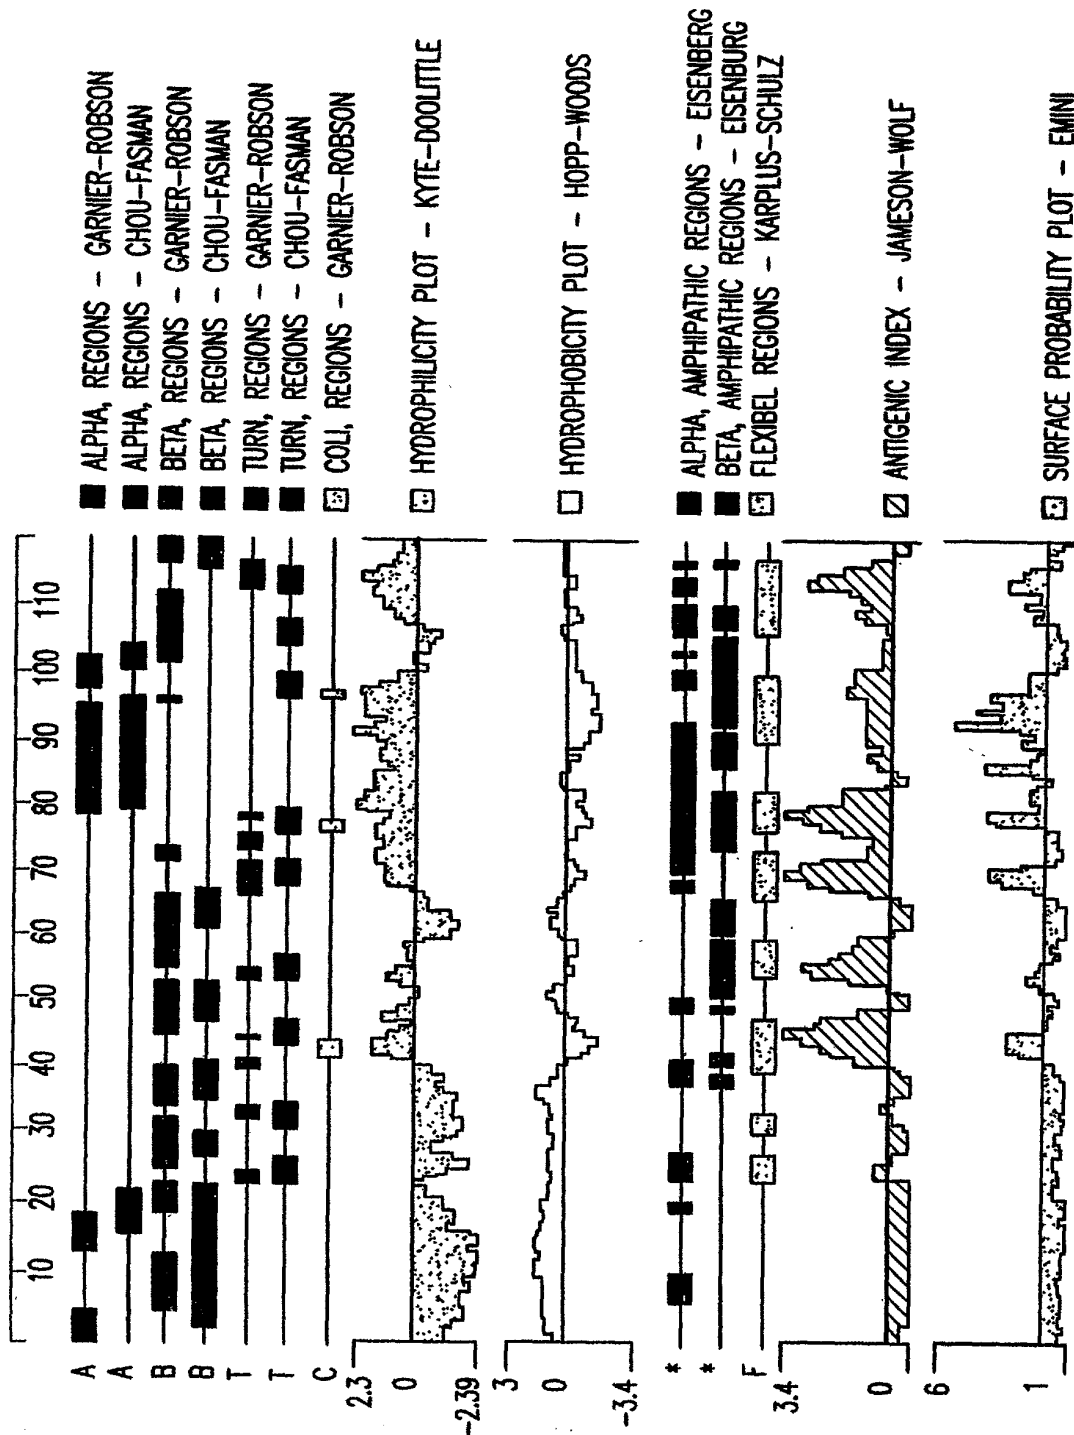 10 20 30 40 50 60 70 80 90 100 110
A ■ ALPHA, REGIONS - GARNIER-ROBSON
A ■ ALPHA, REGIONS - CHOU-FASMAN
B ■ BETA, REGIONS - GARNIER-ROBSON
B ■ BETA, REGIONS - CHOU-FASMAN
T ■ TURN, REGIONS - GARNIER-ROBSON
T ■ TURN, REGIONS - CHOU-FASMAN
C COLI, REGIONS - GARNIER-ROBSON
2.3
0 HYDROPHILICITY PLOT - KYTE-DOOLITTLE
-2.39
3
0 HYDROPHOBICITY PLOT - HOPP-WOODS
-3.4
* ■ ALPHA, AMPHIPATHIC REGIONS - EISENBERG
* ■ BETA, AMPHIPATHIC REGIONS - EISENBURG
F FLEXIBEL REGIONS - KARPLUS-SCHULZ
3.4
0 ANTIGENIC INDEX - JAMESON-WOLF
6
1 SURFACE PROBABILITY PLOT - EMINI